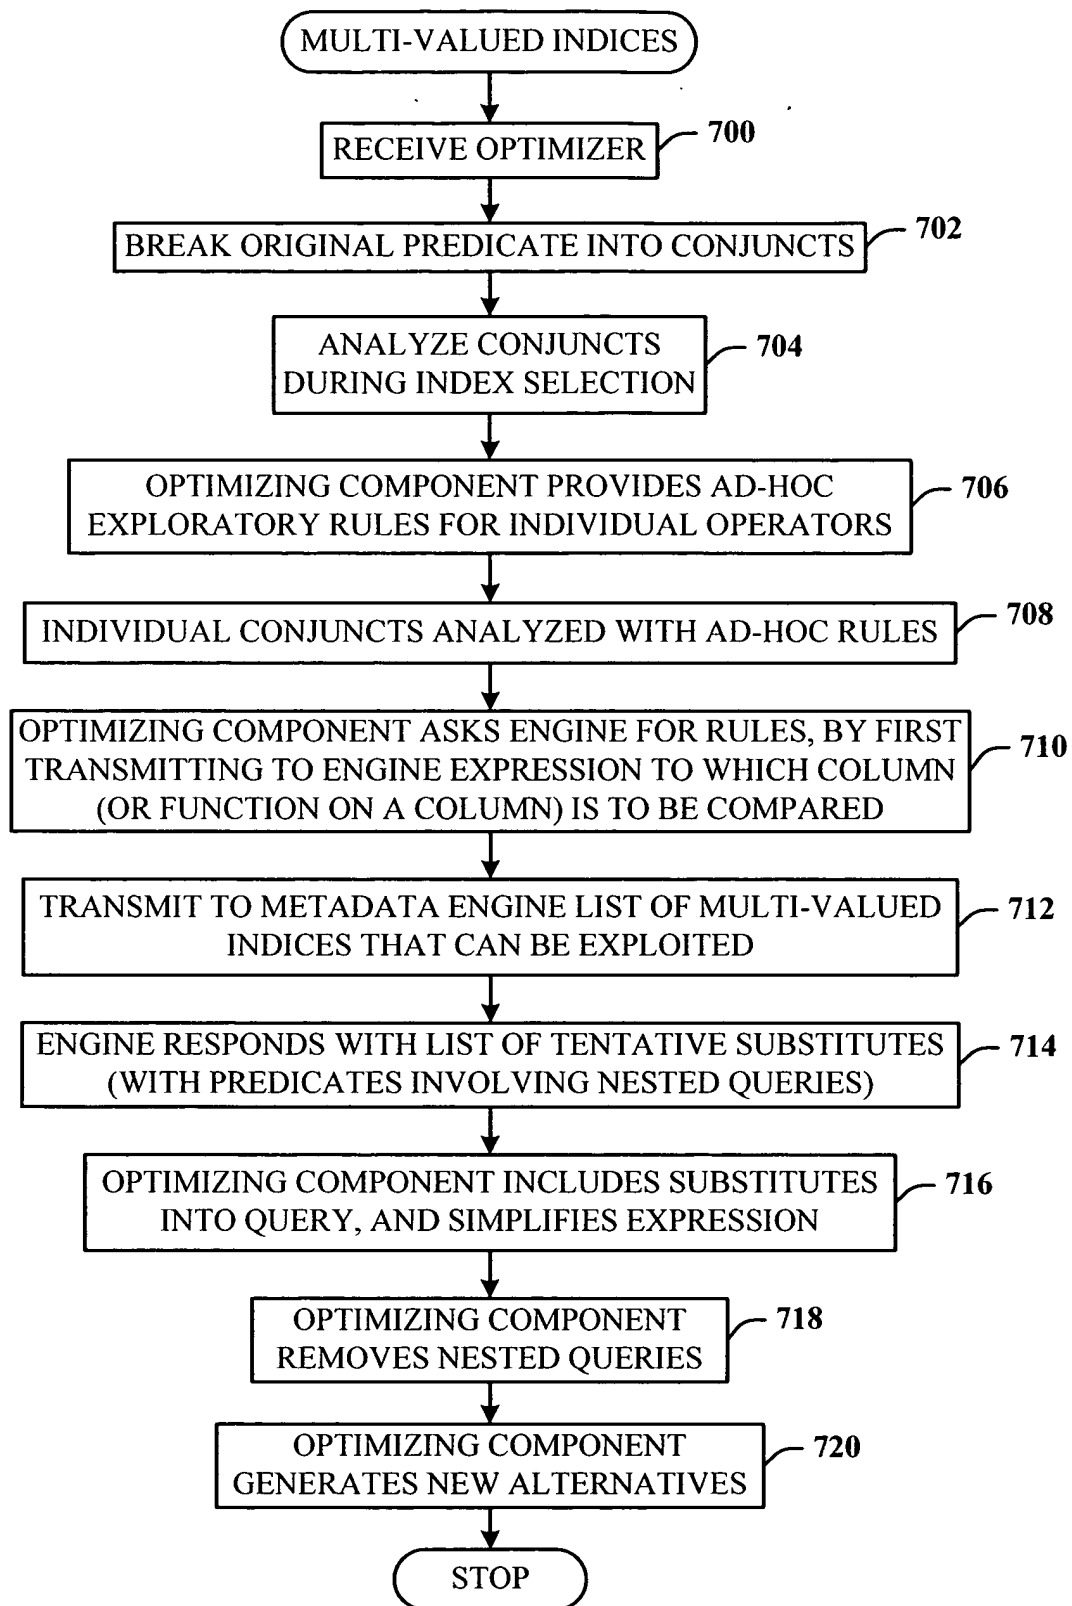 MULTI-VALUED INDICES
RECEIVE OPTIMIZER
700
BREAK ORIGINAL PREDICATE INTO CONJUNCTS
702
ANALYZE CONJUNCTS
DURING INDEX SELECTION
704
OPTIMIZING COMPONENT PROVIDES AD-HOC
EXPLORATORY RULES FOR INDIVIDUAL OPERATORS
706
INDIVIDUAL CONJUNCTS ANALYZED WITH AD-HOC RULES
708
OPTIMIZING COMPONENT ASKS ENGINE FOR RULES, BY FIRST
TRANSMITTING TO ENGINE EXPRESSION TO WHICH COLUMN
(OR FUNCTION ON A COLUMN) IS TO BE COMPARED
710
TRANSMIT TO METADATA ENGINE LIST OF MULTI-VALUED
INDICES THAT CAN BE EXPLOITED
712
ENGINE RESPONDS WITH LIST OF TENTATIVE SUBSTITUTES
(WITH PREDICATES INVOLVING NESTED QUERIES)
714
OPTIMIZING COMPONENT INCLUDES SUBSTITUTES
INTO QUERY, AND SIMPLIFIES EXPRESSION
716
OPTIMIZING COMPONENT
REMOVES NESTED QUERIES
718
OPTIMIZING COMPONENT
GENERATES NEW ALTERNATIVES
720
STOP